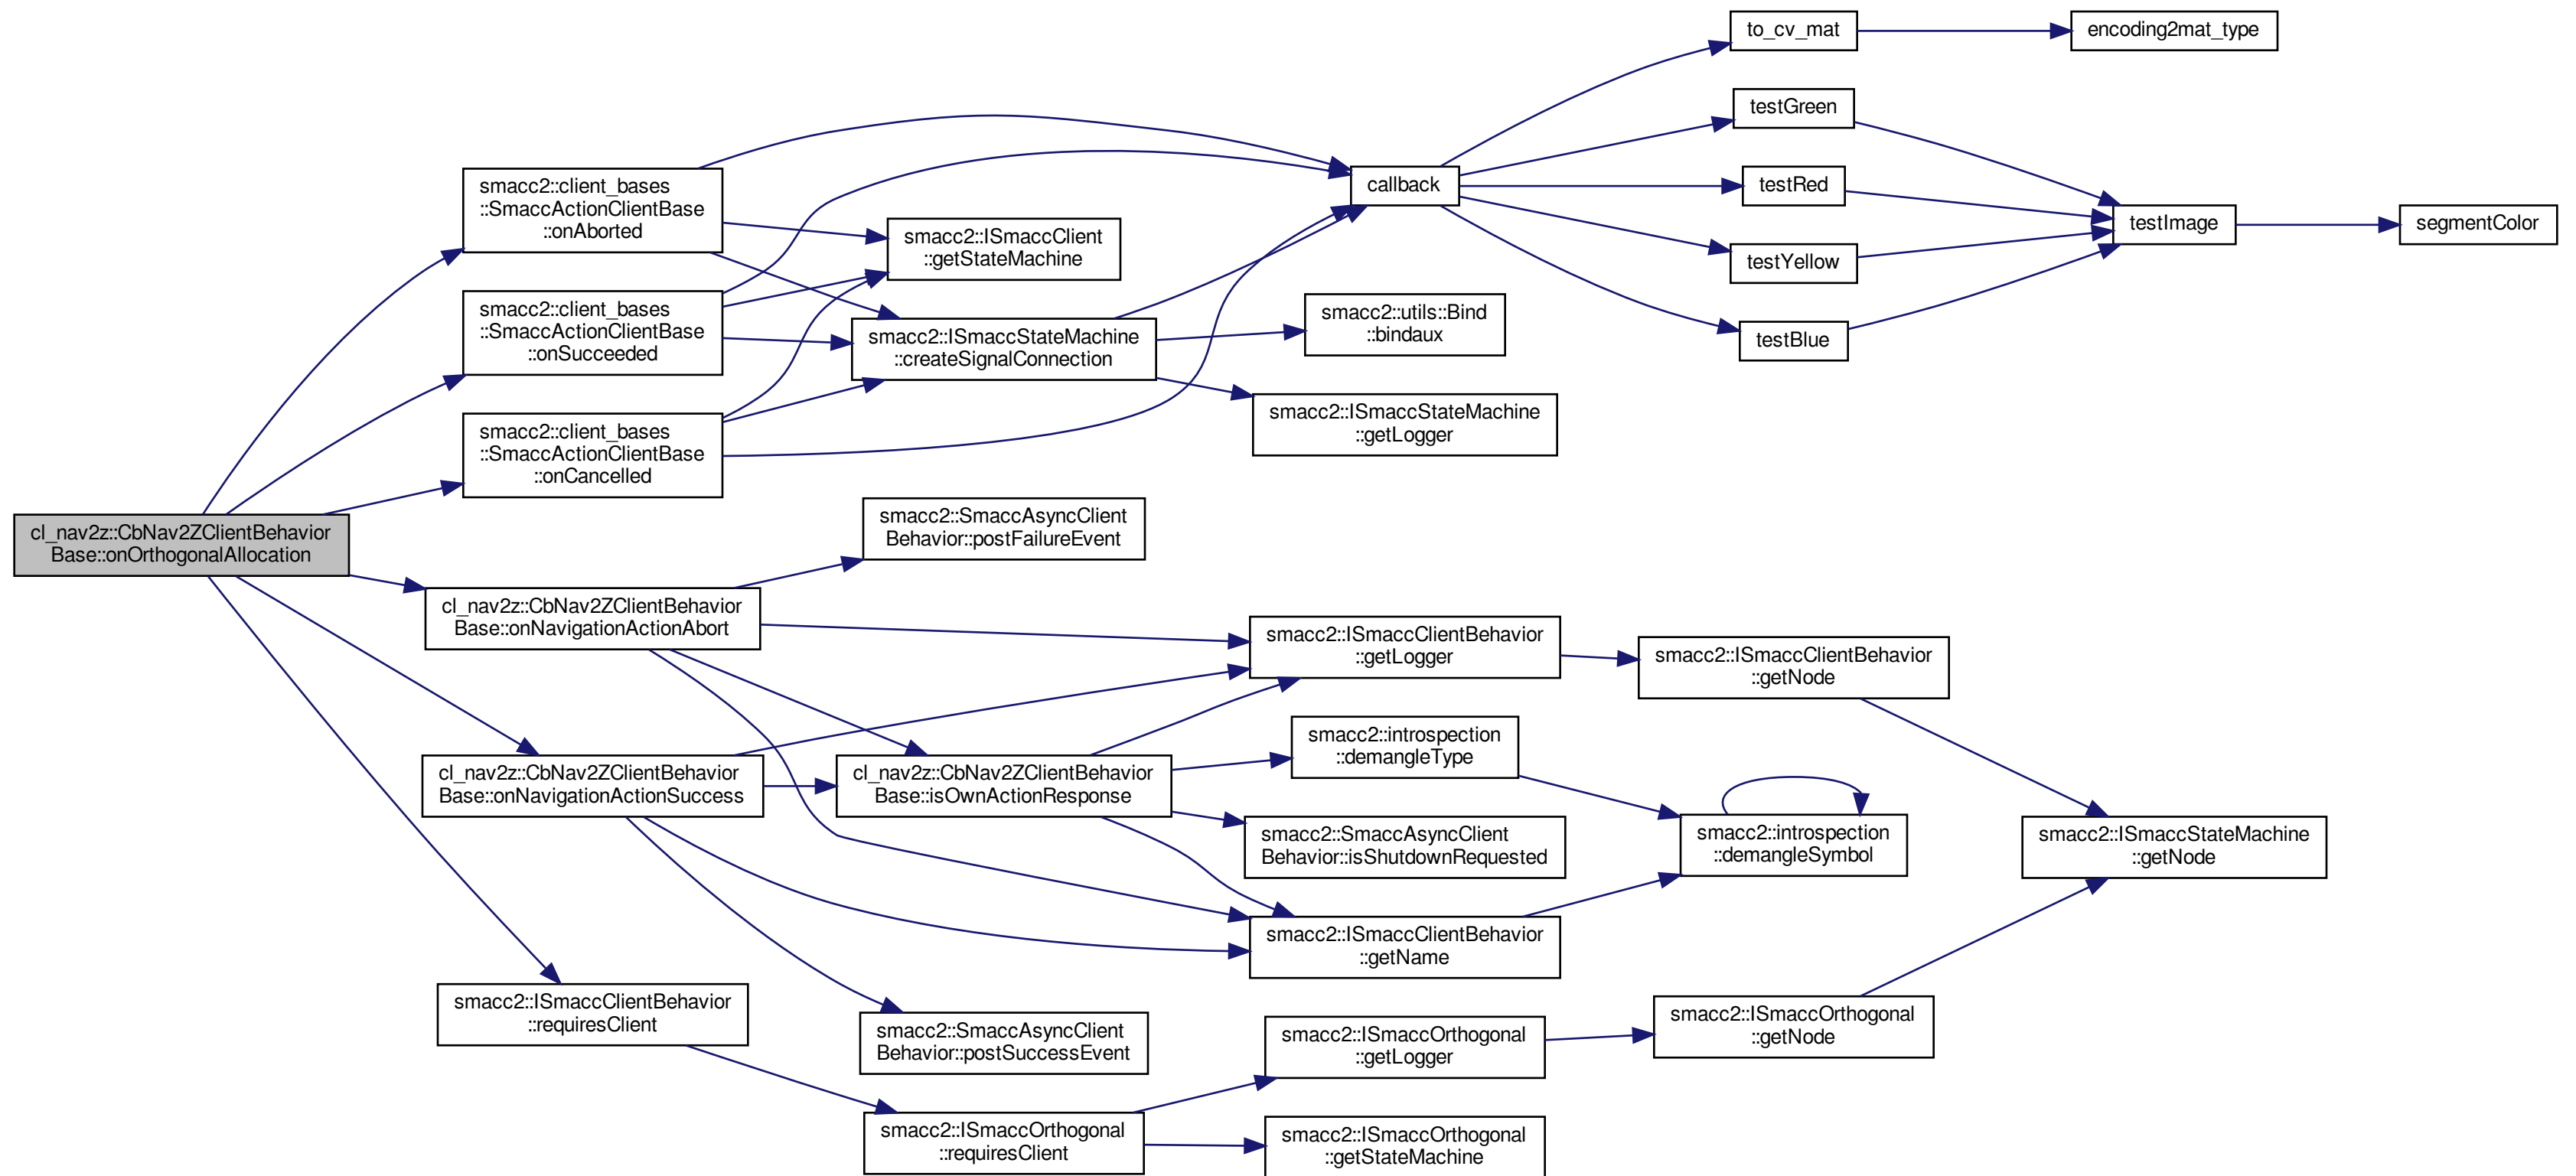 cl_nav2z::CbNav2ZClientBehavior
Base::onOrthogonalAllocation
smacc2::client_bases
::SmaccActionClientBase
::onAborted
smacc2::client_bases
::SmaccActionClientBase
::onSucceeded
smacc2::client_bases
::SmaccActionClientBase
::onCancelled
cl_nav2z::CbNav2ZClientBehavior
Base::onNavigationActionAbort
cl_nav2z::CbNav2ZClientBehavior
Base::onNavigationActionSuccess
smacc2::ISmaccClientBehavior
::requiresClient
smacc2::ISmaccClient
::getStateMachine
smacc2::ISmaccStateMachine
::createSignalConnection
smacc2::SmaccAsyncClient
Behavior::postFailureEvent
cl_nav2z::CbNav2ZClientBehavior
Base::isOwnActionResponse
smacc2::SmaccAsyncClient
Behavior::postSuccessEvent
smacc2::ISmaccOrthogonal
::requiresClient
callback
smacc2::utils::Bind
::bindaux
smacc2::ISmaccStateMachine
::getLogger
smacc2::ISmaccClientBehavior
::getLogger
smacc2::introspection
::demangleType
smacc2::SmaccAsyncClient
Behavior::isShutdownRequested
smacc2::ISmaccClientBehavior
::getName
smacc2::ISmaccOrthogonal
::getLogger
smacc2::ISmaccOrthogonal
::getStateMachine
to_cv_mat
testGreen
testRed
testYellow
testBlue
smacc2::ISmaccClientBehavior
::getNode
smacc2::introspection
::demangleSymbol
smacc2::ISmaccOrthogonal
::getNode
encoding2mat_type
testImage
smacc2::ISmaccStateMachine
::getNode
segmentColor